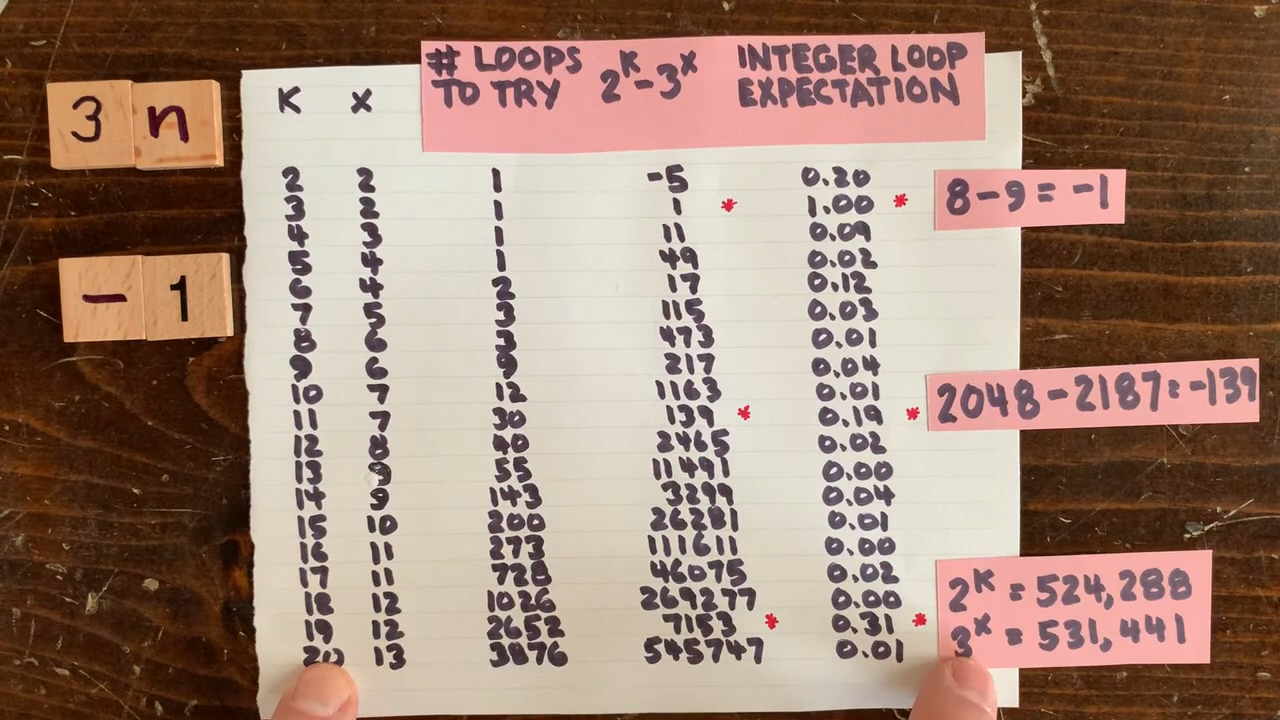 # LOOPS TO TRY
2^K-3^X
INTEGER LOOP EXPECTATION
3 n
K X
2 2 1 -5 0.20
3 2 1 1 * 1.00 * 8-9=-1
4 3 1 11 0.09
5 4 1 49 0.02
6 4 2 17 0.12
-1
7 5 3 115 0.03
8 6 3 473 0.01
9 6 9 217 0.04
10 7 12 1163 0.01
11 7 30 139 * 0.19 * 2048-2187=-139
12 8 40 2465 0.02
13 9 55 11491 0.00
14 9 143 3299 0.04
15 10 200 26281 0.01
16 11 273 111611 0.00
17 11 728 46075 0.02
18 12 1026 269277 0.00
19 12 2652 7153 * 0.31 *
20 13 3876 545747 0.01
2^K = 524,288
3^X = 531,441